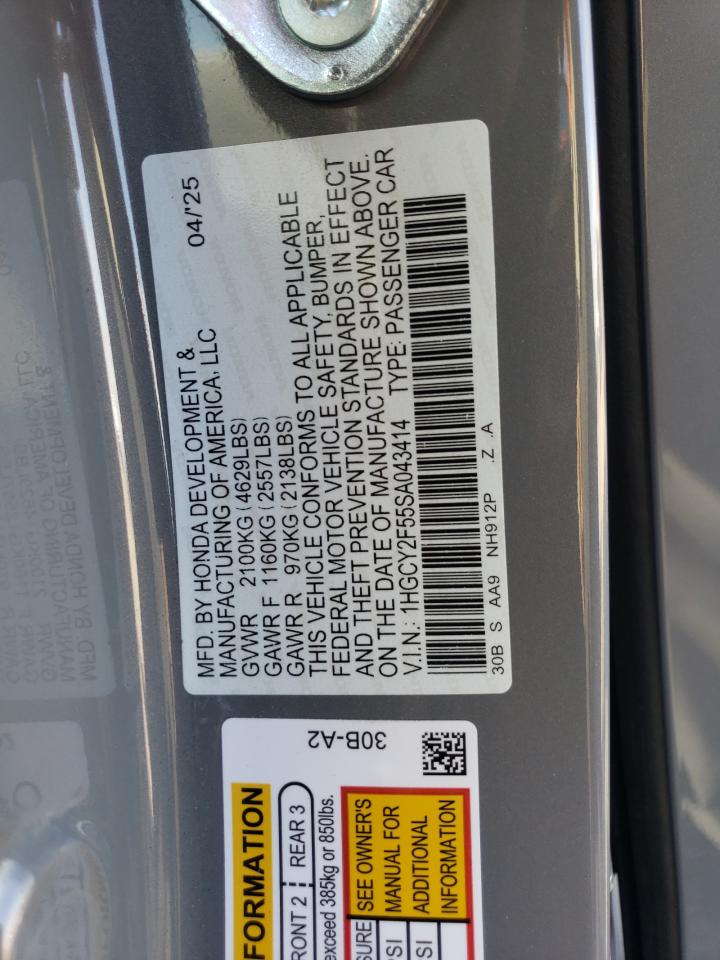 MFD. BY HONDA DEVELOPMENT & 04/'25
MANUFACTURING OF AMERICA, LLC
GVWR 2100KG (4629LBS)
GAWR F 1160KG (2557LBS)
GAWR R 970KG (2138LBS)
THIS VEHICLE CONFORMS TO ALL APPLICABLE
FEDERAL MOTOR VEHICLE SAFETY, BUMPER,
AND THEFT PREVENTION STANDARDS IN EFFECT
ON THE DATE OF MANUFACTURE SHOWN ABOVE.
V.I.N.: 1HGCY2F55SA043414 TYPE: PASSENGER CAR
30B S AA9 NH912P .Z .A
30B-A2
FORMATION
RONT 2 REAR 3
exceed 385kg or 850lbs.
SURE SEE OWNER'S
PSI MANUAL FOR
SI ADDITIONAL
INFORMATION